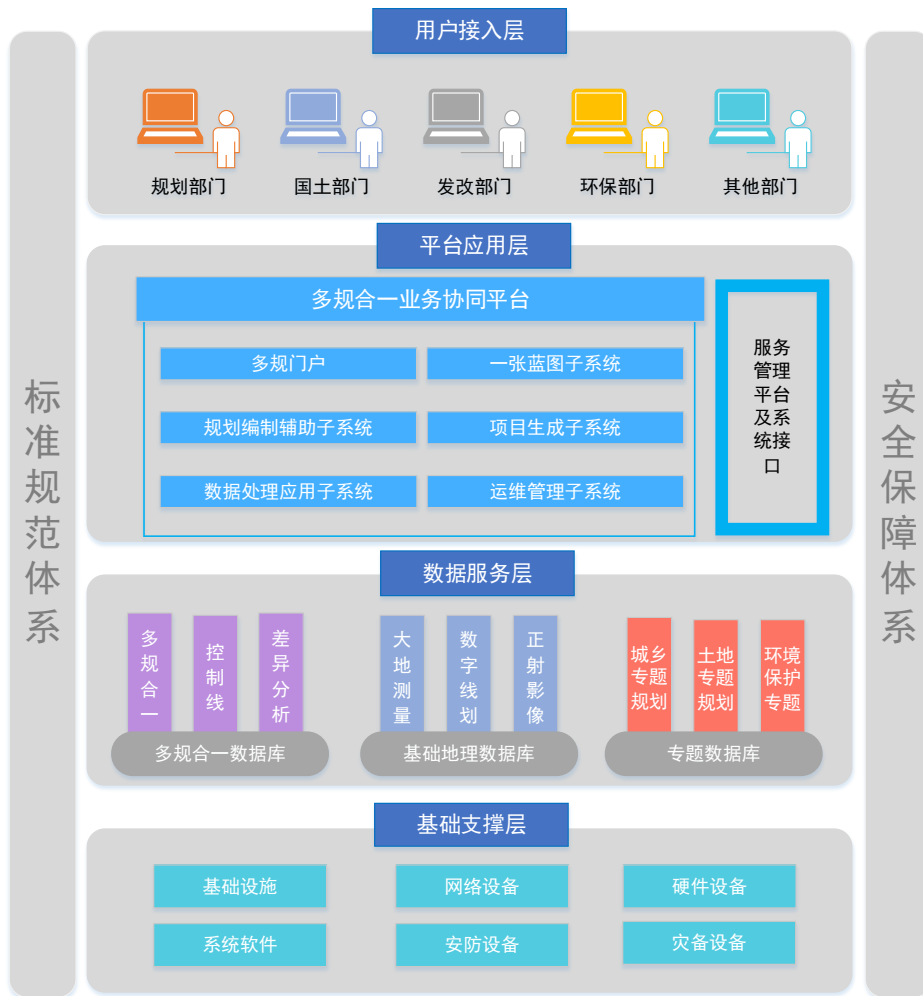 用户接入层
规划部门
国土部门
发改部门
环保部门
其他部门
平台应用层
多规合一业务协同平台
多规门户
一张蓝图子系统
规划编制辅助子系统
项目生成子系统
数据处理应用子系统
运维管理子系统
服务
管理
平台
及系
统接
口
标准规范体系
安全保障体系
数据服务层
多规合一
控制线
差异分析
多规合一数据库
大地测量
数字线划
正射影像
基础地理数据库
城乡
专题
规划
土地
专题
规划
环境
保护
专题
专题数据库
基础支撑层
基础设施
网络设备
硬件设备
系统软件
安防设备
灾备设备